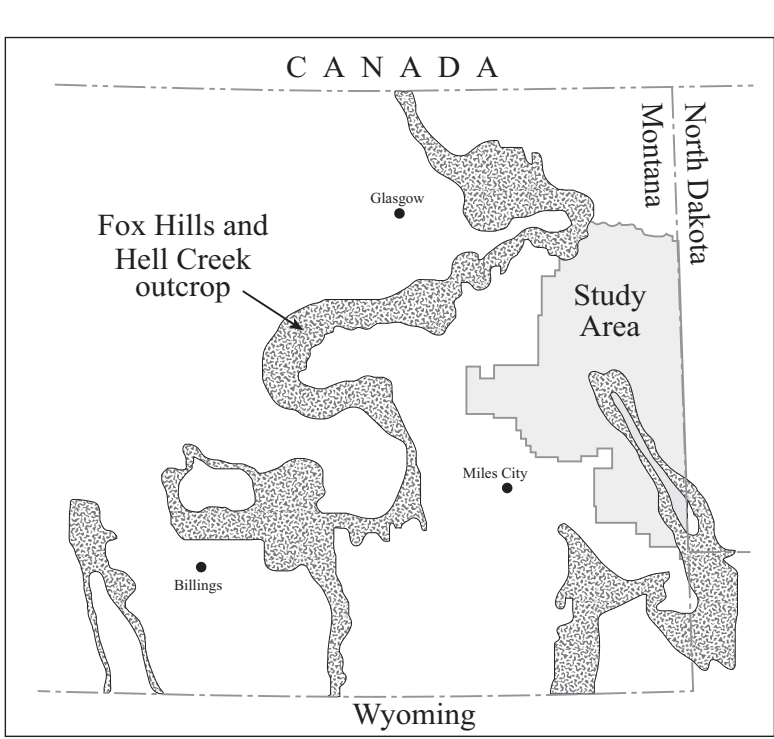 C A N A D A
Montana
North Dakota
Glasgow
Fox Hills and
Hell Creek
outcrop
Study
Area
Miles City
Billings
Wyoming